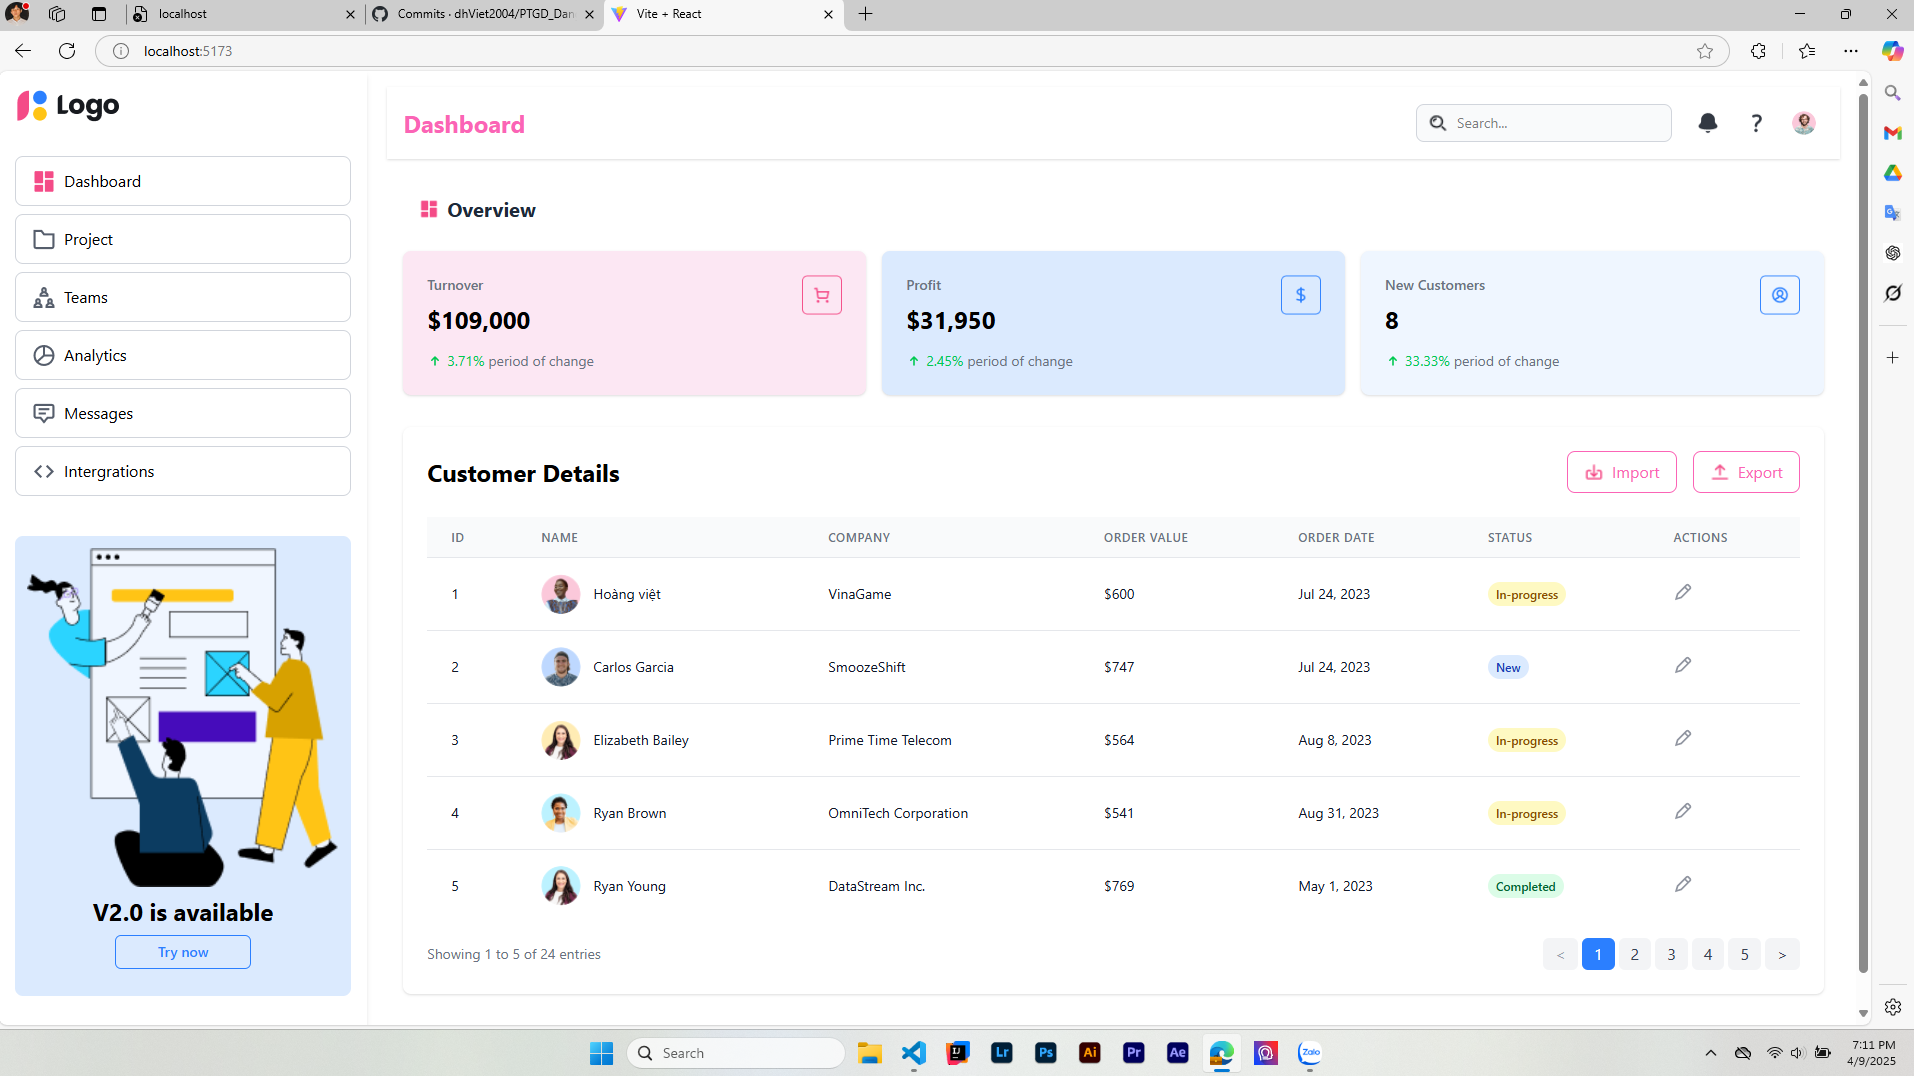 localhost
Commits · dhViet2004/PTGD_Dan
Vite + React
localhost:5173
Logo
Dashboard
Project
Teams
Analytics
Messages
Intergrations
V2.0 is available
Try now
Dashboard
Search...
?
Overview
Turnover
$109,000
3.71% period of change
Profit
$31,950
$
2.45% period of change
New Customers
8
33.33% period of change
Customer Details
Import
Export
ID NAME COMPANY ORDER VALUE ORDER DATE STATUS ACTIONS
1 Hoàng việt VinaGame $600 Jul 24, 2023 In-progress
2 Carlos Garcia SmoozeShift $747 Jul 24, 2023 New
3 Elizabeth Bailey Prime Time Telecom $564 Aug 8, 2023 In-progress
4 Ryan Brown OmniTech Corporation $541 Aug 31, 2023 In-progress
5 Ryan Young DataStream Inc. $769 May 1, 2023 Completed
Showing 1 to 5 of 24 entries
< 1 2 3 4 5 >
Search
Lr
Ps
Ai
Pr
Ae
Zalo
7:11 PM
4/9/2025